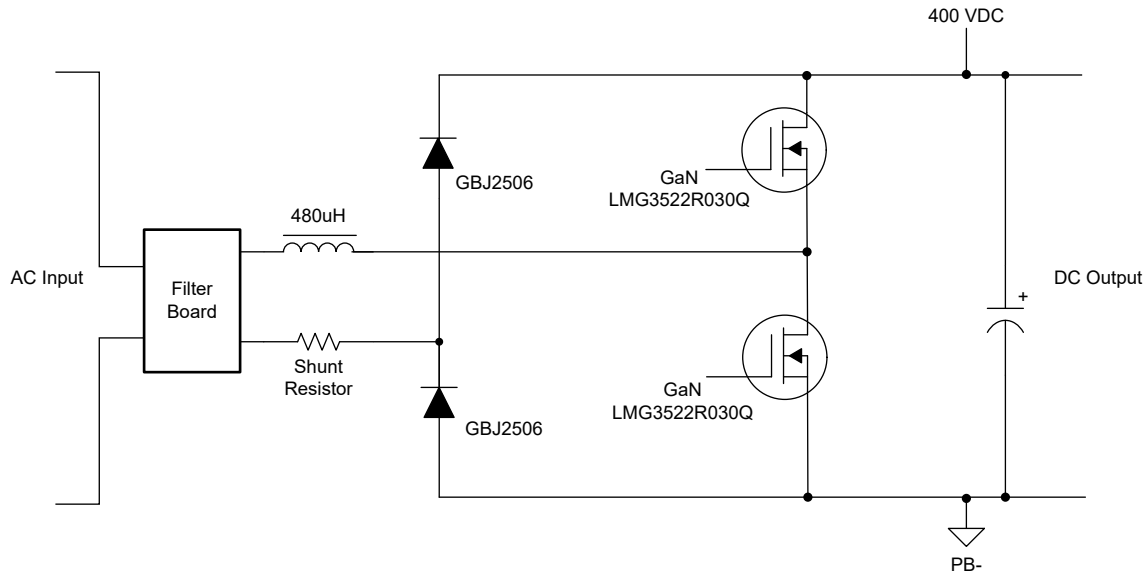 400 VDC
GBJ2506
GaN
LMG3522R030Q
480uH
AC Input
Filter
Board
+
DC Output
Shunt
Resistor
GaN
LMG3522R030Q
GBJ2506
PB-